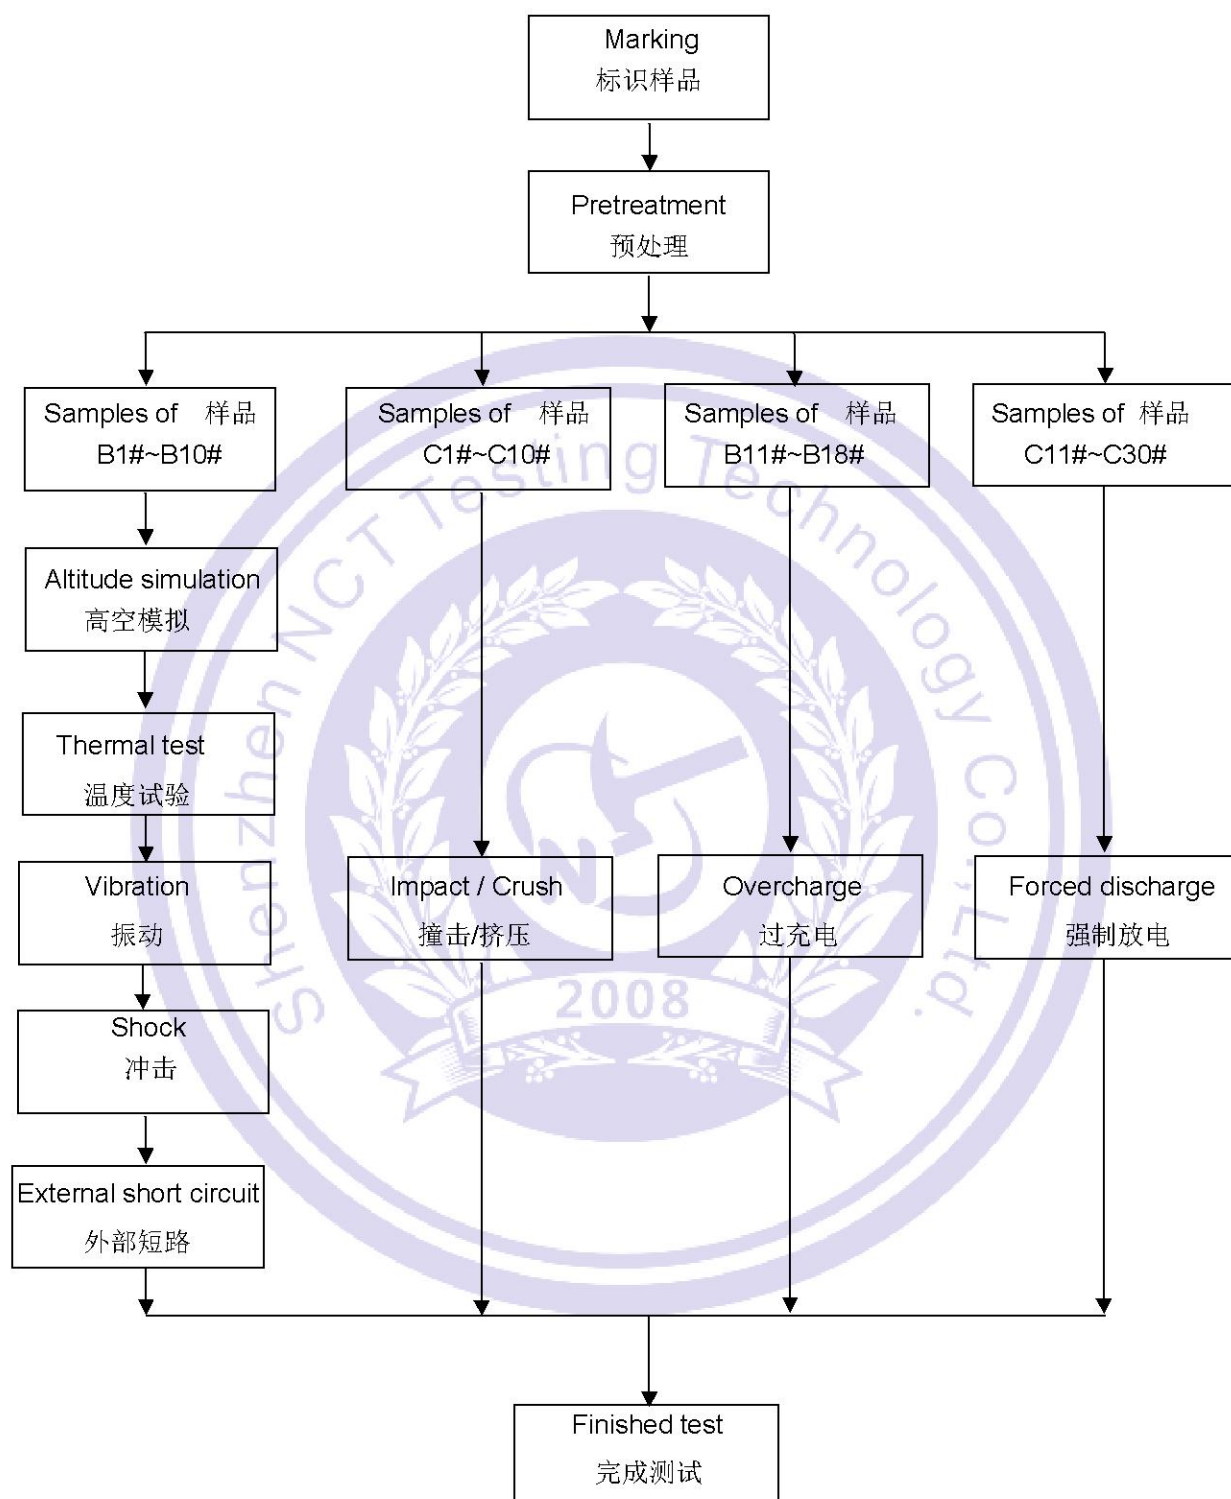 Marking
标识样品
Pretreatment
预处理
Samples of 样品
B1#~B10#
Samples of 样品
C1#~C10#
Samples of 样品
B11#~B18#
Samples of 样品
C11#~C30#
Altitude simulation
高空模拟
Thermal test
温度试验
Vibration
振动
Impact / Crush
撞击/挤压
Overcharge
过充电
Forced discharge
强制放电
Shock
冲击
External short circuit
外部短路
Finished test
完成测试
Shenzhen NCT Testing Technology Co.,Ltd.
N
2008